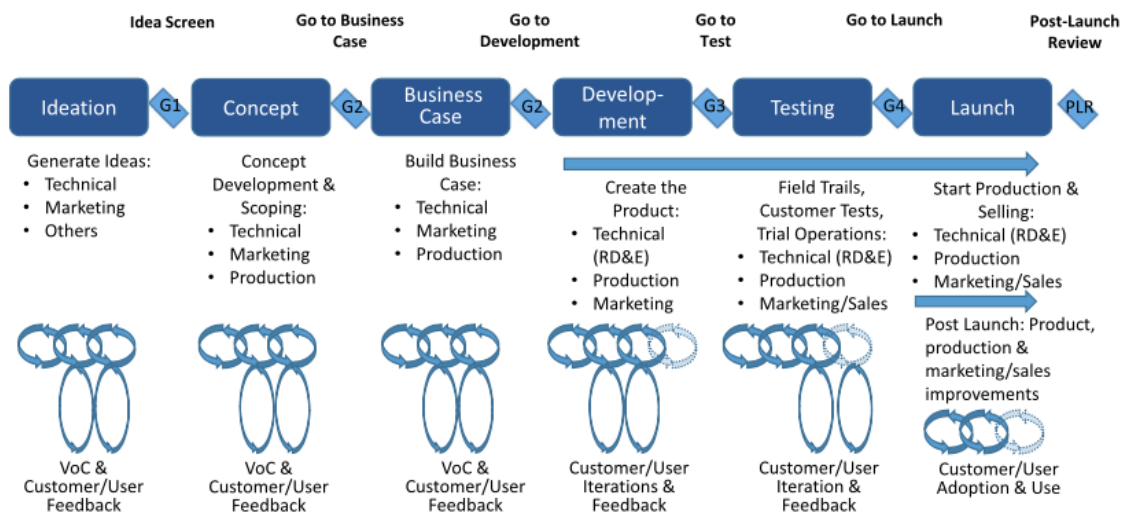 Idea Screen
Go to Business
Case
Go to
Development
Go to
Test
Go to Launch
Post-Launch
Review
Ideation
G1
Concept
G2
Business
Case
G2
Develop-
ment
G3
Testing
G4
Launch
PLR
Generate Ideas:
• Technical
• Marketing
• Others
Concept
Development &
Scoping:
• Technical
• Marketing
• Production
Build Business
Case:
• Technical
• Marketing
• Production
Create the
Product:
• Technical
(RD&E)
• Production
• Marketing
Field Trails,
Customer Tests,
Trial Operations:
• Technical (RD&E)
• Production
• Marketing/Sales
Start Production &
Selling:
• Technical (RD&E)
• Production
• Marketing/Sales
Post Launch: Product,
production &
marketing/sales
improvements
VoC &
Customer/User
Feedback
VoC &
Customer/User
Feedback
VoC &
Customer/User
Feedback
Customer/User
Iterations &
Feedback
Customer/User
Iteration &
Feedback
Customer/User
Adoption & Use